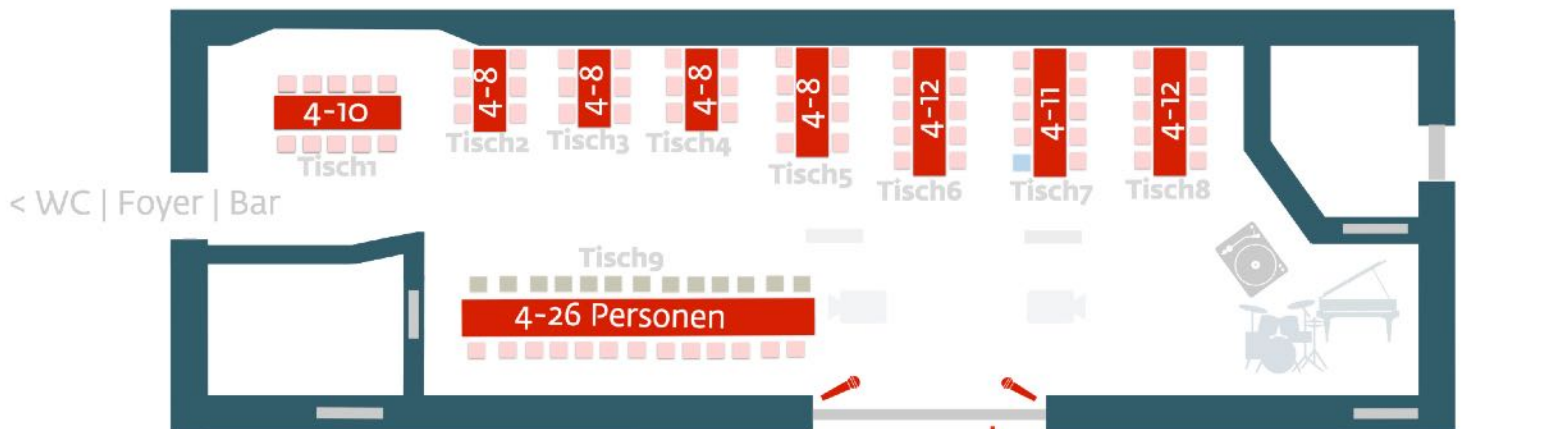 4-10
4-8
4-8
4-8
4-8
4-12
4-11
4-12
Tisch1
Tisch2
Tisch3
Tisch4
Tisch5
Tisch6
Tisch7
Tisch8
< WC | Foyer | Bar
Tisch9
4-26 Personen